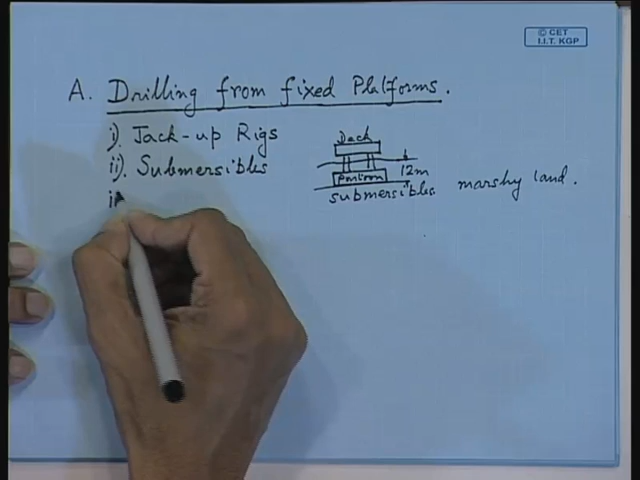 © CET
I.I.T. KGP
A. Drilling from fixed Platforms.
i). Jack-up Rigs
ii). Submersibles
Deck
12m
Pontoon
submersibles
marshy land.